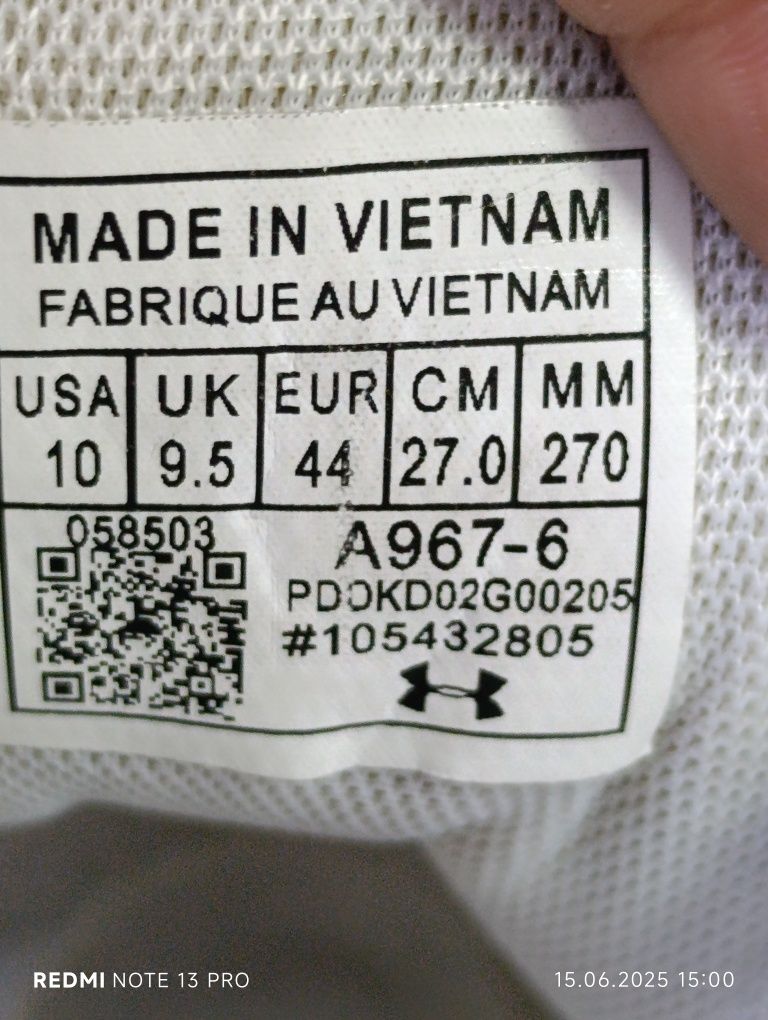 MADE IN VIETNAM
FABRIQUE AU VIETNAM
USA UK EUR CM MM
10 9.5 44 27.0 270
058503
A967-6
PDOKD02G00205
#105432805
REDMI NOTE 13 PRO
15.06.2025 15:00